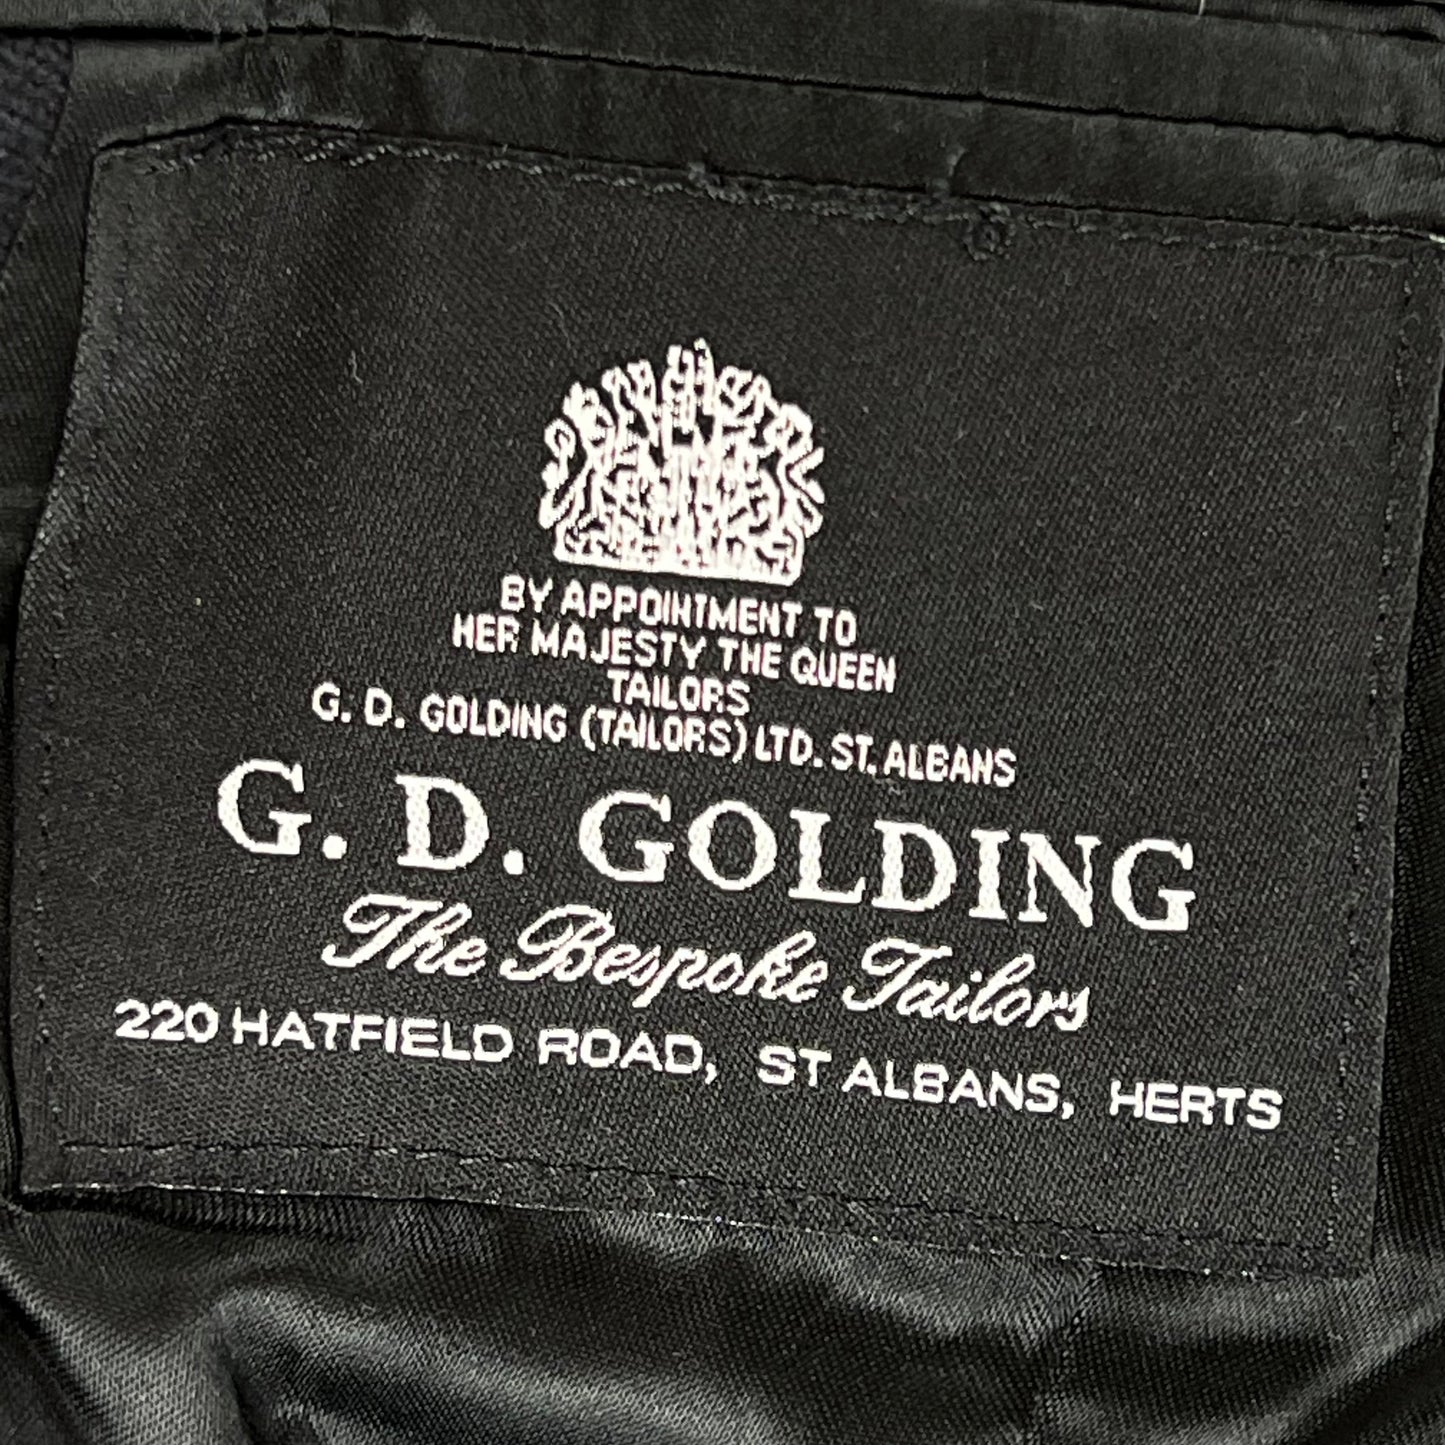 BY APPOINTMENT TO
HER MAJESTY THE QUEEN
TAILORS
G. D. GOLDING (TAILORS) LTD. ST. ALBANS
G. D. GOLDING
The Bespoke Tailors
220 HATFIELD ROAD, ST ALBANS, HERTS